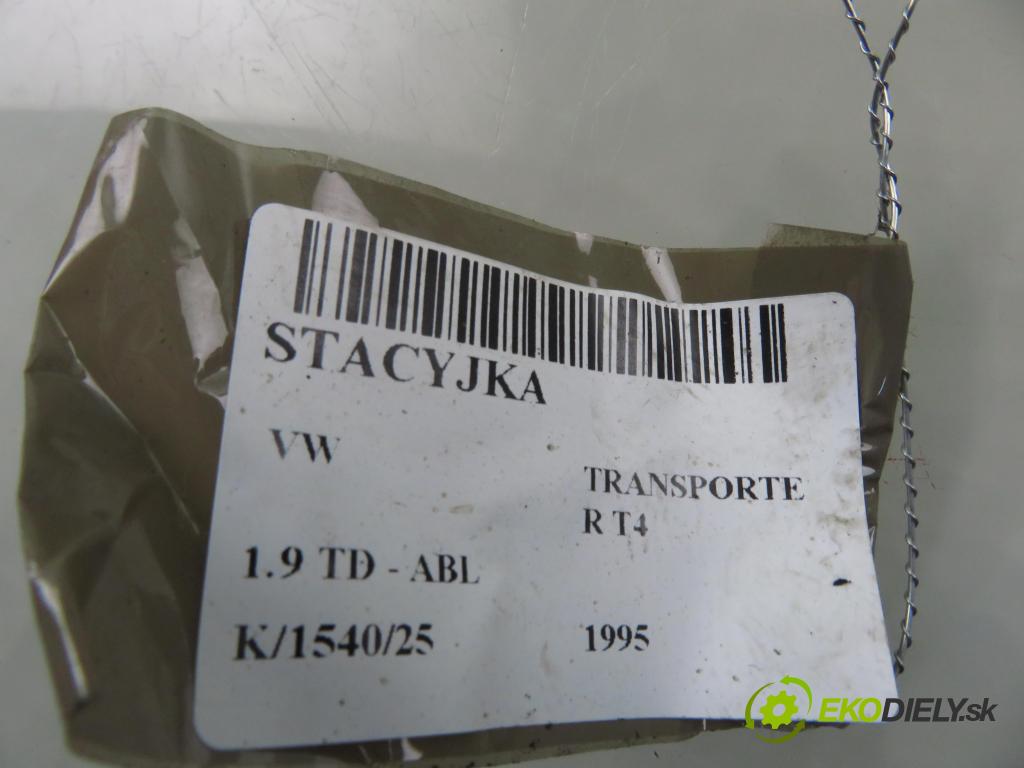 STACYJKA
VW
TRANSPORTE
R T4
1.9 TD - ABL
K/1540/25
1995
EKODIELY.sk